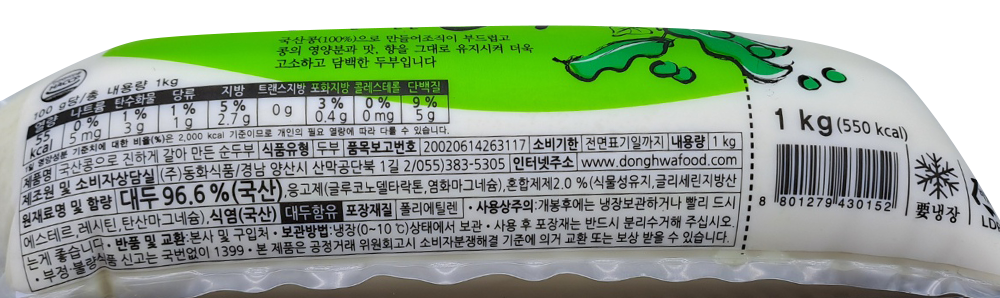 국산콩(100%)으로 만들어조직이 부드럽고
콩의 영양분과 맛, 향을 그대로 유지시켜 더욱
고소하고 담백한 두부입니다
HACCP
100 g당/총 내용량 1kg
열량 나트륨 탄수화물 당류 지방 트랜스지방 포화지방 콜레스테롤 단백질
55 kcal 0% 5 mg 1% 3 g 1% 1 g 5% 2.7 g 0 g 3% 0.4 g 0% 0 mg 9% 5 g
1일 영양성분 기준치에 대한 비율(%)은 2,000 kcal 기준이므로 개인의 필요 열량에 따라 다를 수 있습니다.
제품명 국산콩으로 진하게 갈아 만든 순두부 식품유형 두부 품목보고번호 20020614263117 소비기한 전면표기일까지 내용량 1 kg
제조원 및 소비자상담실 (주)동화식품/경남 양산시 산막공단북 1길 2/055)383-5305 인터넷주소 www.donghwafood.com
원재료명 및 함량 대두 96.6 %(국산),응고제(글루코노델타락톤,염화마그네슘),혼합제제2.0 %(식물성유지,글리세린지방산
에스테르,레시틴,탄산마그네슘),식염(국산) 대두함유 포장재질 폴리에틸렌 · 사용상주의:개봉후에는 냉장보관하거나 빨리 드시
는게 좋습니다. · 반품 및 교환:본사 및 구입처 · 보관방법:냉장(0~10 ℃)상태에서 보관 · 사용 후 포장재는 반드시 분리수거해 주십시오.
· 부정·불량식품 신고는 국번없이 1399 · 본 제품은 공정거래 위원회고시 소비자분쟁해결 기준에 의거 교환 또는 보상 받을 수 있습니다.
1 kg(550 kcal)
8 801279 430152
要냉장